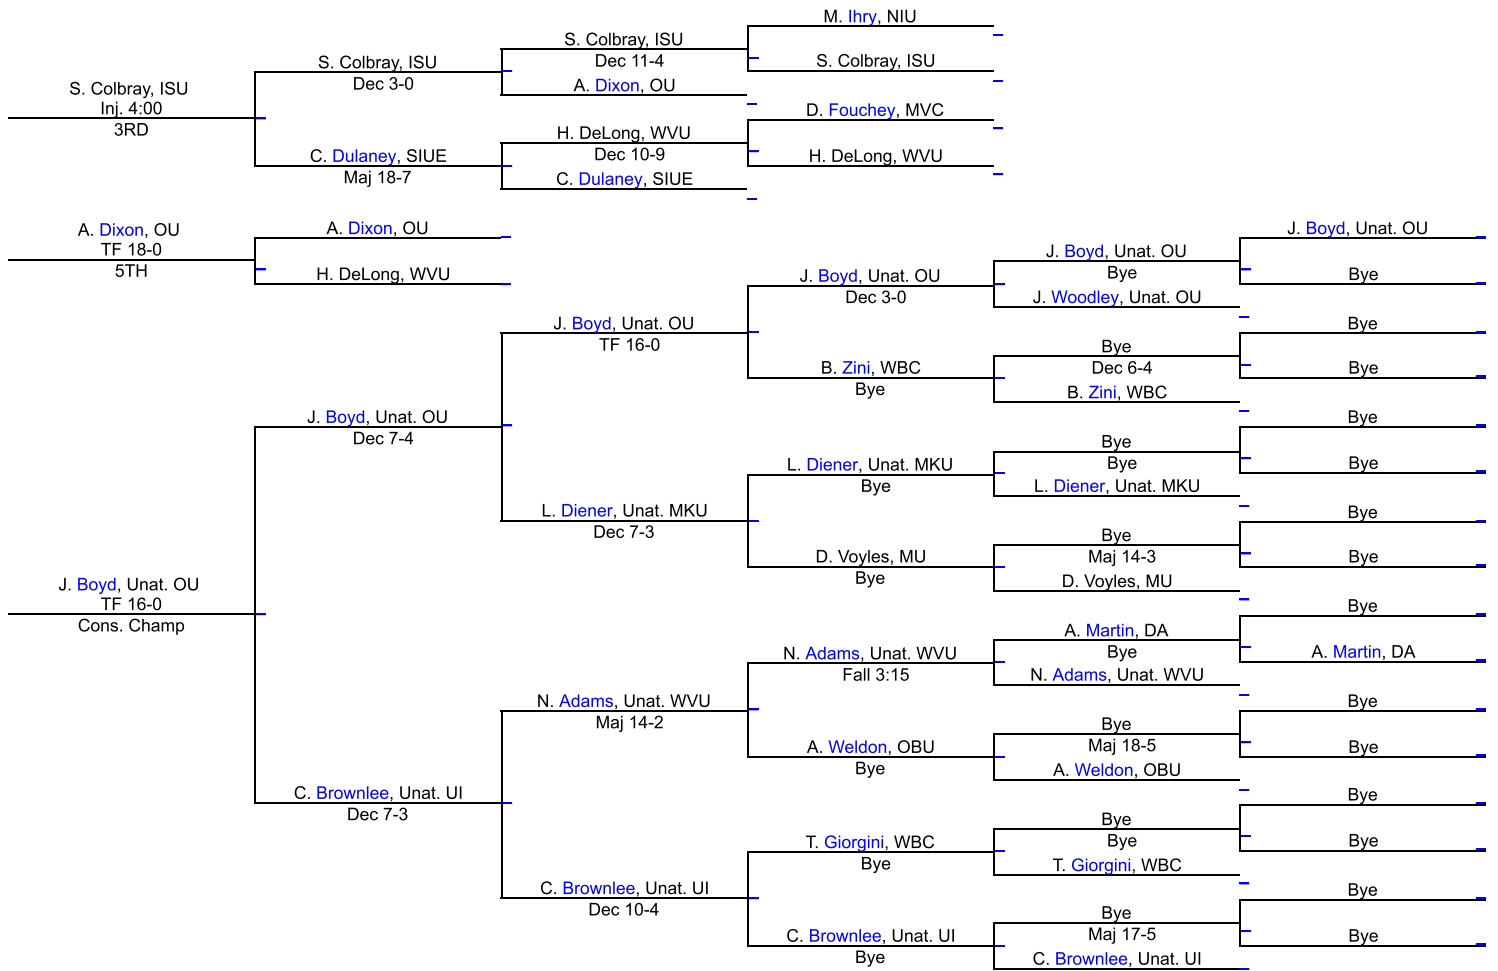 M. Ihry, NIU
S. Colbray, ISU
Dec 11-4
S. Colbray, ISU
Dec 3-0
S. Colbray, ISU
A. Dixon, OU
S. Colbray, ISU
Inj. 4:00
3RD
D. Fouchey, MVC
H. DeLong, WVU
Dec 10-9
C. Dulaney, SIUE
Maj 18-7
H. DeLong, WVU
C. Dulaney, SIUE
A. Dixon, OU
TF 18-0
5TH
A. Dixon, OU
H. DeLong, WVU
J. Boyd, Unat. OU
J. Boyd, Unat. OU
Bye
Bye
J. Boyd, Unat. OU
Dec 3-0
J. Woodley, Unat. OU
J. Boyd, Unat. OU
TF 16-0
Bye
Bye
Dec 6-4
Bye
B. Zini, WBC
Bye
B. Zini, WBC
J. Boyd, Unat. OU
Dec 7-4
Bye
Bye
Bye
Bye
L. Diener, Unat. MKU
Bye
L. Diener, Unat. MKU
L. Diener, Unat. MKU
Dec 7-3
Bye
Bye
Maj 14-3
Bye
D. Voyles, MU
Bye
D. Voyles, MU
J. Boyd, Unat. OU
TF 16-0
Cons. Champ
Bye
A. Martin, DA
Bye
A. Martin, DA
N. Adams, Unat. WVU
Fall 3:15
N. Adams, Unat. WVU
N. Adams, Unat. WVU
Maj 14-2
Bye
Bye
Maj 18-5
Bye
A. Weldon, OBU
Bye
A. Weldon, OBU
C. Brownlee, Unat. UI
Dec 7-3
Bye
Bye
Bye
Bye
T. Giorgini, WBC
Bye
T. Giorgini, WBC
C. Brownlee, Unat. UI
Dec 10-4
Bye
Bye
Maj 17-5
Bye
C. Brownlee, Unat. UI
Bye
C. Brownlee, Unat. UI